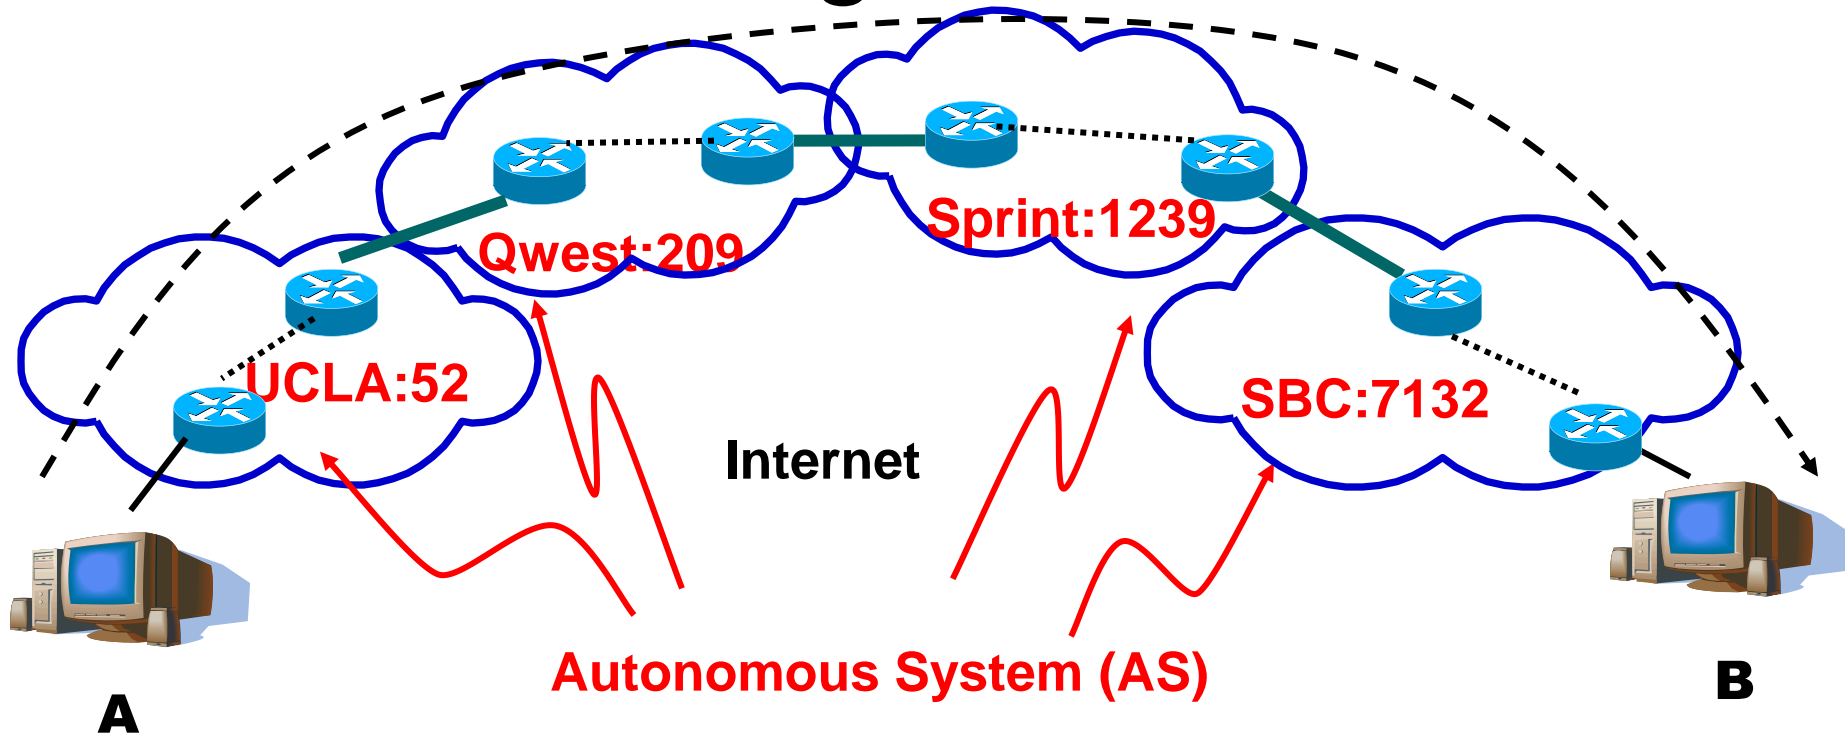 Sprint:1239
Qwest:209
UCLA:52
SBC:7132
Internet
Autonomous System (AS)
A
B